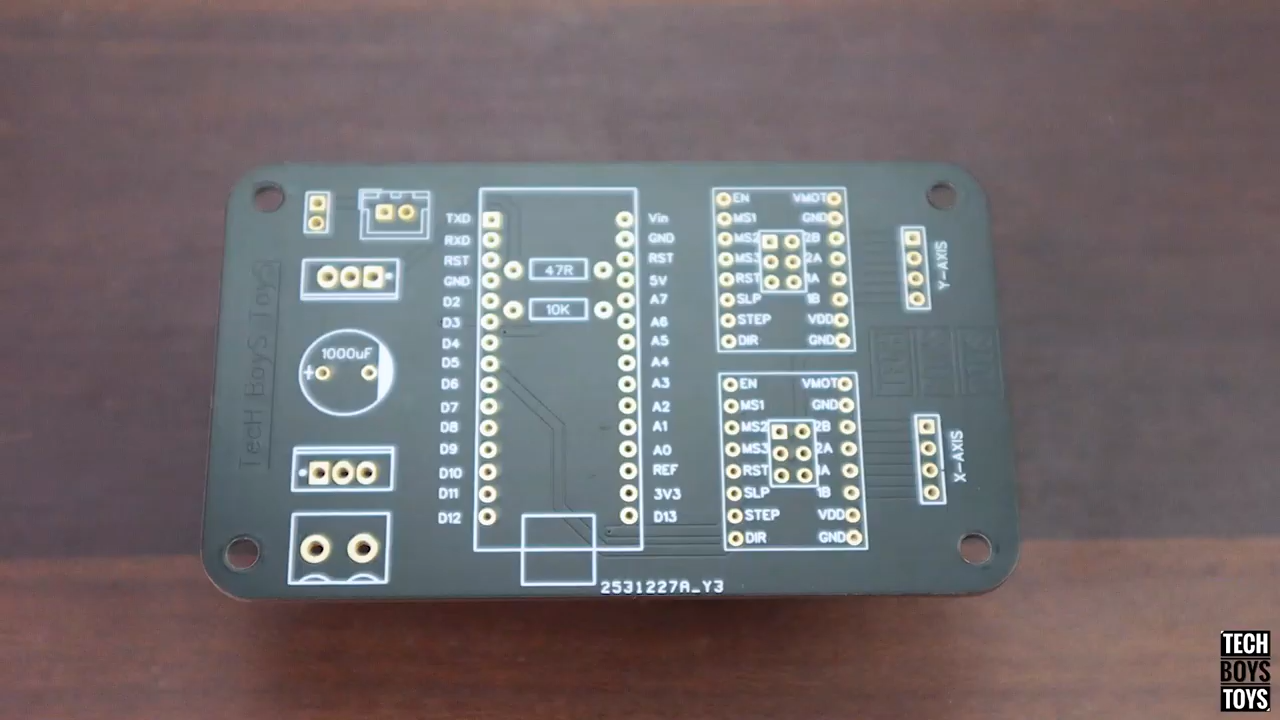 TXD
RXD
RST
GND
D2
D3
D4
D5
D6
D7
D8
D9
D10
D11
D12
47R
10K
Vin
GND
RST
5V
A7
A6
A5
A4
A3
A2
A1
A0
REF
3V3
D13
1000uF
+
TecH BoyS ToyS
EN
MS1
MS2
MS3
RST
SLP
STEP
DIR
VMOT
GND
2B
2A
1A
1B
VDD
GND
Y-AXIS
EN
MS1
MS2
MS3
RST
SLP
STEP
DIR
VMOT
GND
2B
2A
1A
1B
VDD
GND
X-AXIS
2531227A_Y3
TECH
BOYS
TOYS